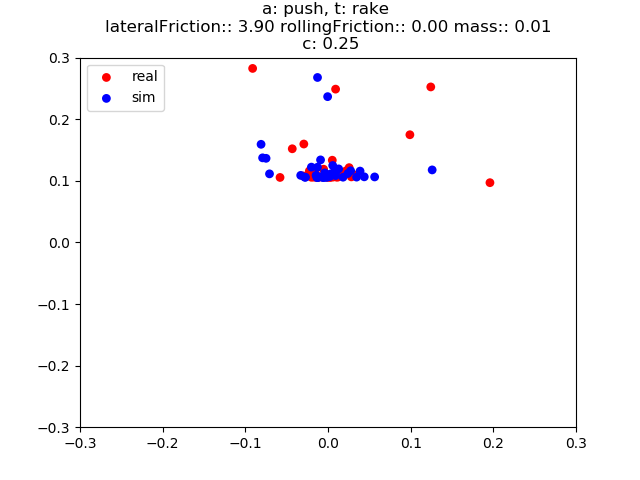 a: push, t: rake
lateralFriction:: 3.90 rollingFriction:: 0.00 mass:: 0.01
c: 0.25
real
sim
0.3
0.2
0.1
0.0
−0.1
−0.2
−0.3
−0.3
−0.2
−0.1
0.0
0.1
0.2
0.3